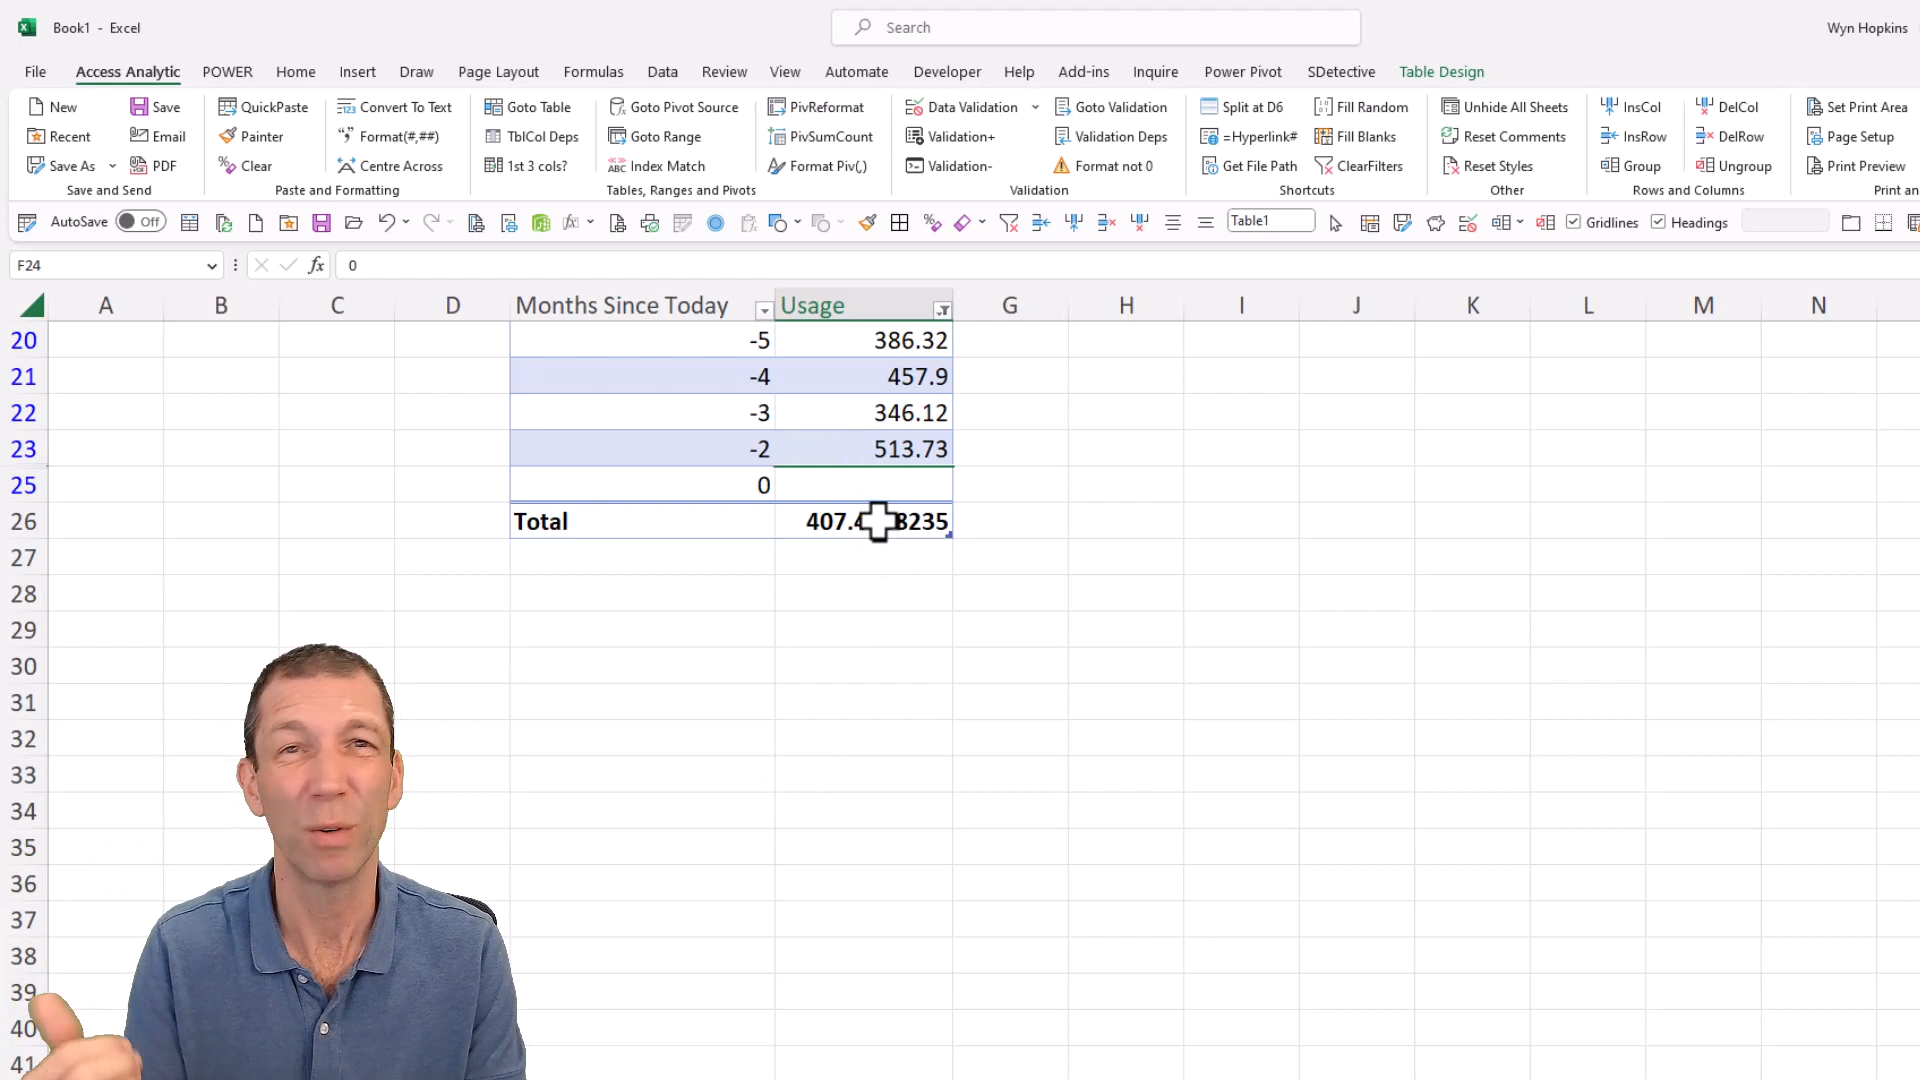 Book1 - Excel
Search
Wyn Hopkins
File Access Analytic POWER Home Insert Draw Page Layout Formulas Data Review View Automate Developer Help Add-ins Inquire Power Pivot SDetective Table Design
New Save QuickPaste Convert To Text Goto Table Goto Pivot Source PivReformat Data Validation Goto Validation Split at D6 Fill Random Unhide All Sheets InsCol DelCol Set Print Area
Recent Email Painter Format(#,##) TblCol Deps Goto Range PivSumCount Validation+ Validation Deps =Hyperlink# Fill Blanks Reset Comments InsRow DelRow Page Setup
Save As PDF Clear Centre Across 1st 3 cols? Index Match Format Piv(,) Validation- Format not 0 Get File Path ClearFilters Reset Styles Group Ungroup Print Preview
Save and Send Paste and Formatting Tables, Ranges and Pivots Validation Shortcuts Other Rows and Columns Print an
AutoSave Off Table1 Gridlines Headings
F24 fx 0
A B C D Months Since Today Usage G H I J K L M N
20 -5 386.32
21 -4 457.9
22 -3 346.12
23 -2 513.73
25 0
26 Total 407.4 8235
27
28
29
30
31
32
33
34
35
36
37
38
39
40
41